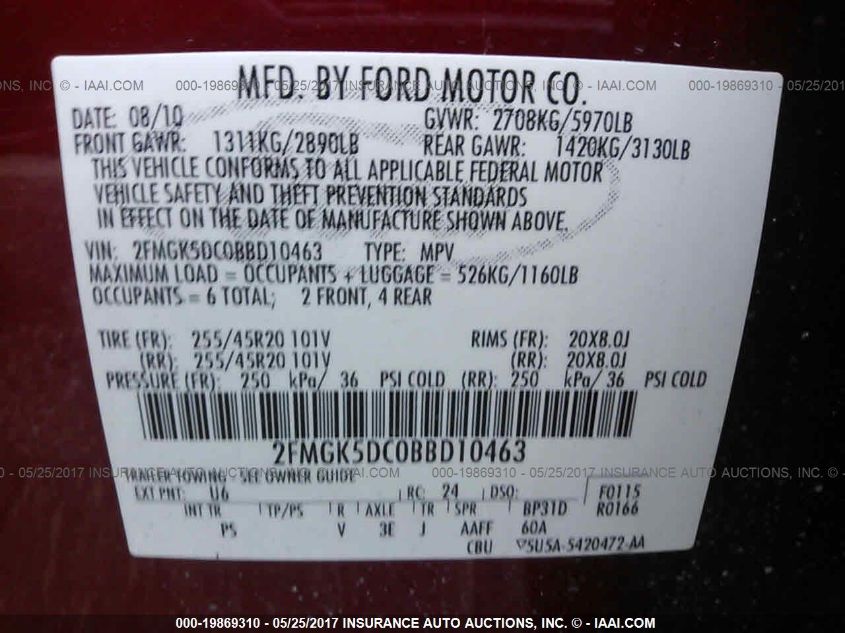 MFD. BY FORD MOTOR CO.
DATE: 08/10 GVWR: 2708KG/5970LB
FRONT GAWR: 1311KG/2890LB REAR GAWR: 1420KG/3130LB
THIS VEHICLE CONFORMS TO ALL APPLICABLE FEDERAL MOTOR
VEHICLE SAFETY AND THEFT PREVENTION STANDARDS
IN EFFECT ON THE DATE OF MANUFACTURE SHOWN ABOVE.
VIN: 2FMGK5DC0BBD10463 TYPE: MPV
MAXIMUM LOAD = OCCUPANTS + LUGGAGE = 526KG/1160LB
OCCUPANTS = 6 TOTAL; 2 FRONT, 4 REAR
TIRE (FR): 255/45R20 101V RIMS (FR): 20X8.0J
(RR): 255/45R20 101V (RR): 20X8.0J
PRESSURE (FR): 250 kPa/ 36 PSI COLD (RR): 250 kPa/ 36 PSI COLD
2FMGK5DC0BBD10463
TRAILER TOWING - SEE OWNER GUIDE
EXT PNT: U6 RC: 24 DSO: F0115
INT TR TP/PS R AXLE TR SPR BP31D R0166
PS V 3E J AAFF 60A
CBU 5U5A-5420472-AA
000-19869310 - 05/25/2017 INSURANCE AUTO AUCTIONS, INC. - IAAI.COM